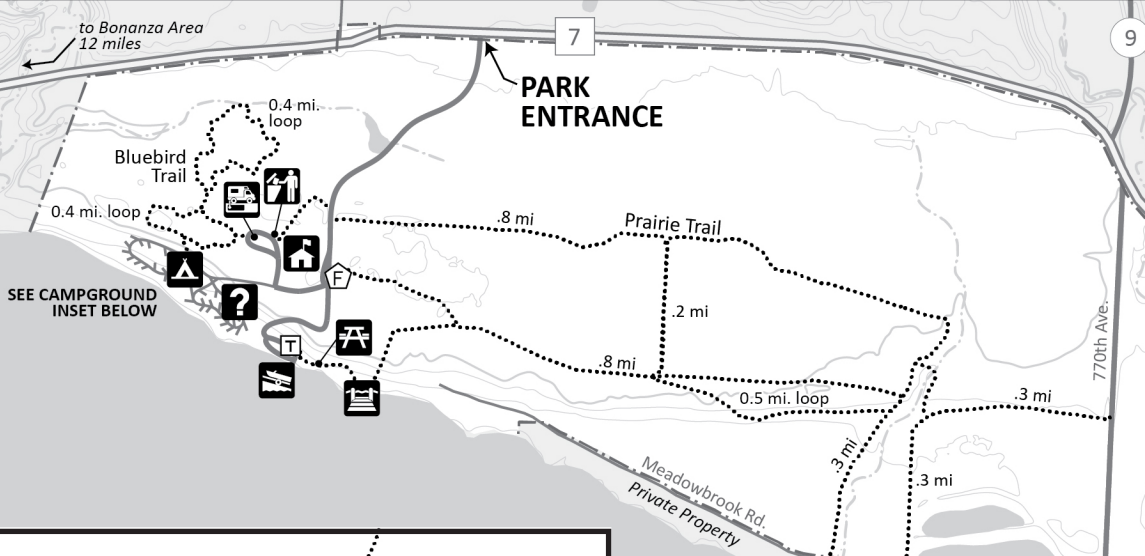 to Bonanza Area
12 miles
7
9
PARK
ENTRANCE
0.4 mi.
loop
Bluebird
Trail
0.4 mi. loop
.8 mi
Prairie Trail
F
SEE CAMPGROUND
INSET BELOW
?
.2 mi
770th Ave.
T
.8 mi
0.5 mi. loop
.3 mi
.3 mi
.3 mi
Meadowbrook Rd.
Private Property